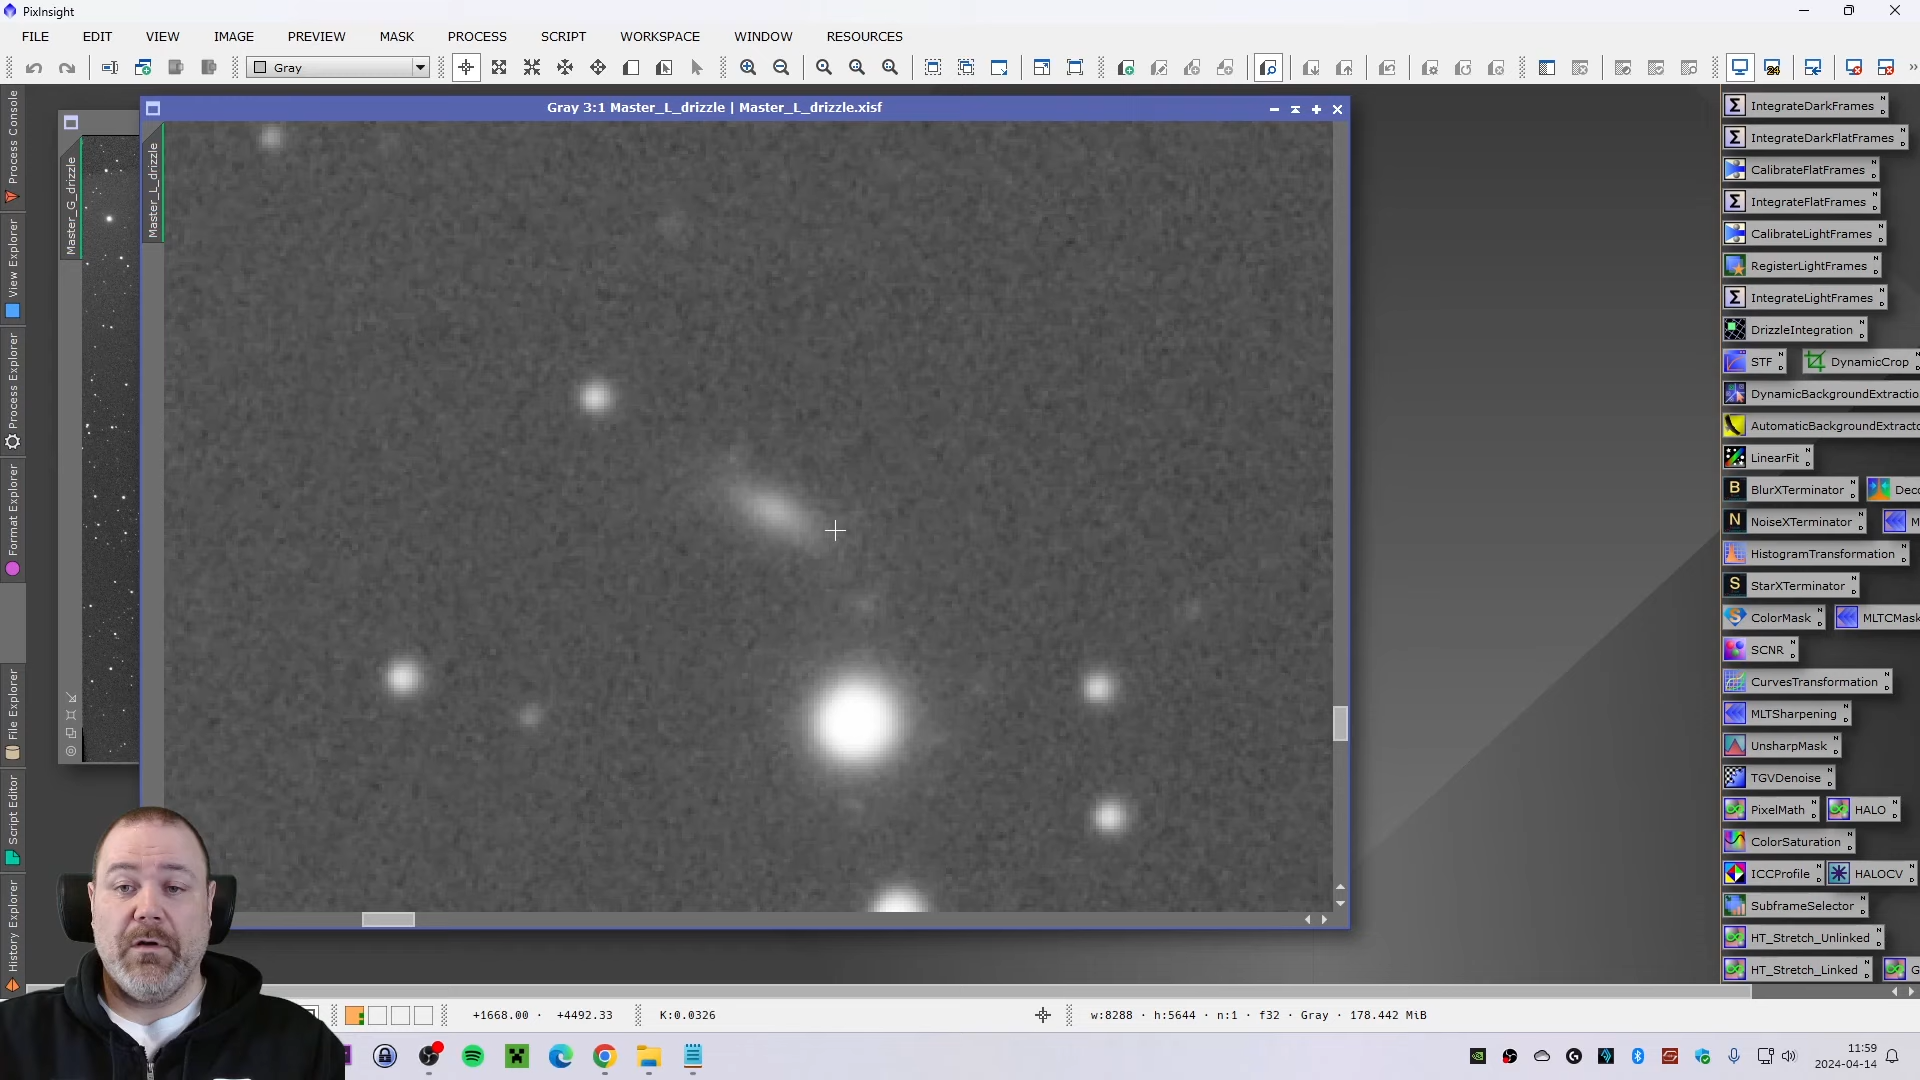 PixInsight
FILE EDIT VIEW IMAGE PREVIEW MASK PROCESS SCRIPT WORKSPACE WINDOW RESOURCES
Gray
24
Gray 3:1 Master_L_drizzle | Master_L_drizzle.xisf
Process Console
View Explorer
Process Explorer
Format Explorer
File Explorer
Script Editor
History Explorer
Master_G_drizzle
Master_L_drizzle
IntegrateDarkFrames
IntegrateDarkFlatFrames
CalibrateFlatFrames
IntegrateFlatFrames
CalibrateLightFrames
RegisterLightFrames
IntegrateLightFrames
DrizzleIntegration
STF DynamicCrop
DynamicBackgroundExtractio
AutomaticBackgroundExtracto
LinearFit
BlurXTerminator Deco
NoiseXTerminator M
HistogramTransformation
StarXTerminator
ColorMask MLTCMask
SCNR
CurvesTransformation
MLTSharpening
UnsharpMask
TGVDenoise
PixelMath HALO
ColorSaturation
ICCProfile HALOCV
SubframeSelector
HT_Stretch_Unlinked
HT_Stretch_Linked G
+1668.00 · +4492.33 K:0.0326 w:8288 · h:5644 · n:1 · f32 · Gray · 178.442 MiB
11:59
2024-04-14